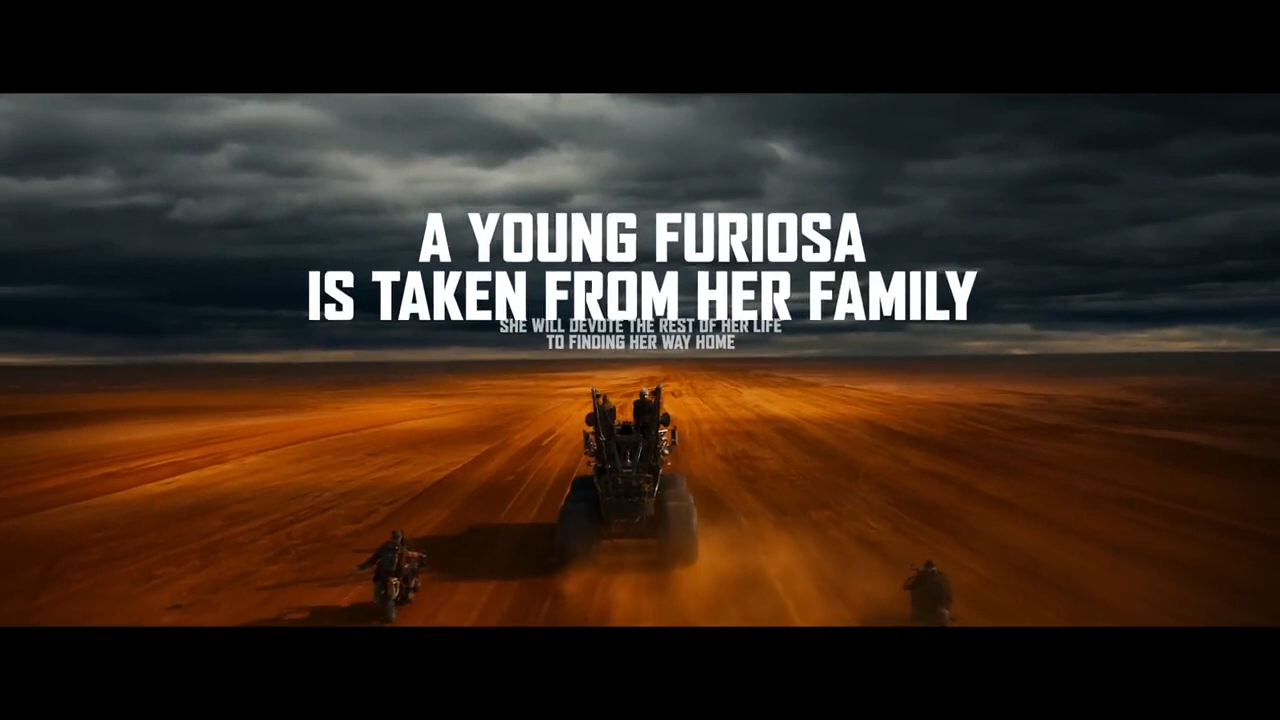 A YOUNG FURIOSA
IS TAKEN FROM HER FAMILY
SHE WILL DEVOTE THE REST OF HER LIFE
TO FINDING HER WAY HOME